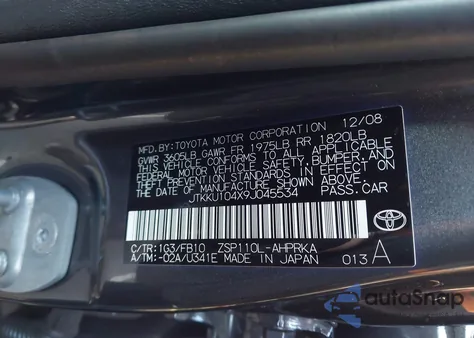 MFD. BY: TOYOTA MOTOR CORPORATION 12/08
GVWR 3605LB GAWR FR 1975LB RR 1820LB
THIS VEHICLE CONFORMS TO ALL APPLICABLE
FEDERAL MOTOR VEHICLE SAFETY, BUMPER, AND
THEFT PREVENTION STANDARDS IN EFFECT ON
THE DATE OF MANUFACTURE SHOWN ABOVE.
JTKKU104X9J045534 PASS. CAR
C/TR: 1G3/FB10 ZSP110L-AHPRKA
A/TM: -02A/U341E MADE IN JAPAN 013 A
autoSnap